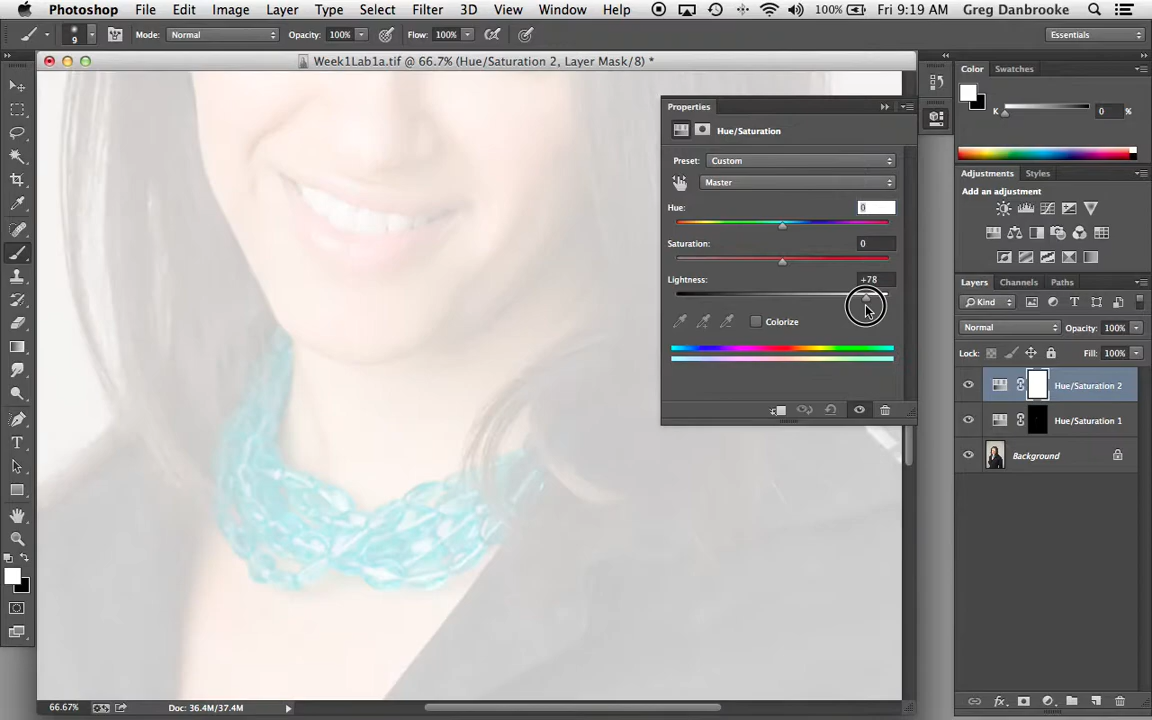 Photoshop File Edit Image Layer Type Select Filter 3D View Window Help 100% Fri 9:19 AM Greg Danbrooke
9 Mode: Normal Opacity: 100% Flow: 100% Essentials
Week1Lab1a.tif @ 66.7% (Hue/Saturation 2, Layer Mask/8) *
Color Swatches
K 0 %
Properties
Hue/Saturation
Preset: Custom
Master
Hue: 0
Saturation: 0
Lightness: +78
Colorize
Adjustments Styles
Add an adjustment
Layers Channels Paths
Kind
Normal Opacity: 100%
Lock: Fill: 100%
Hue/Saturation 2
Hue/Saturation 1
Background
66.67% Doc: 36.4M/37.4M